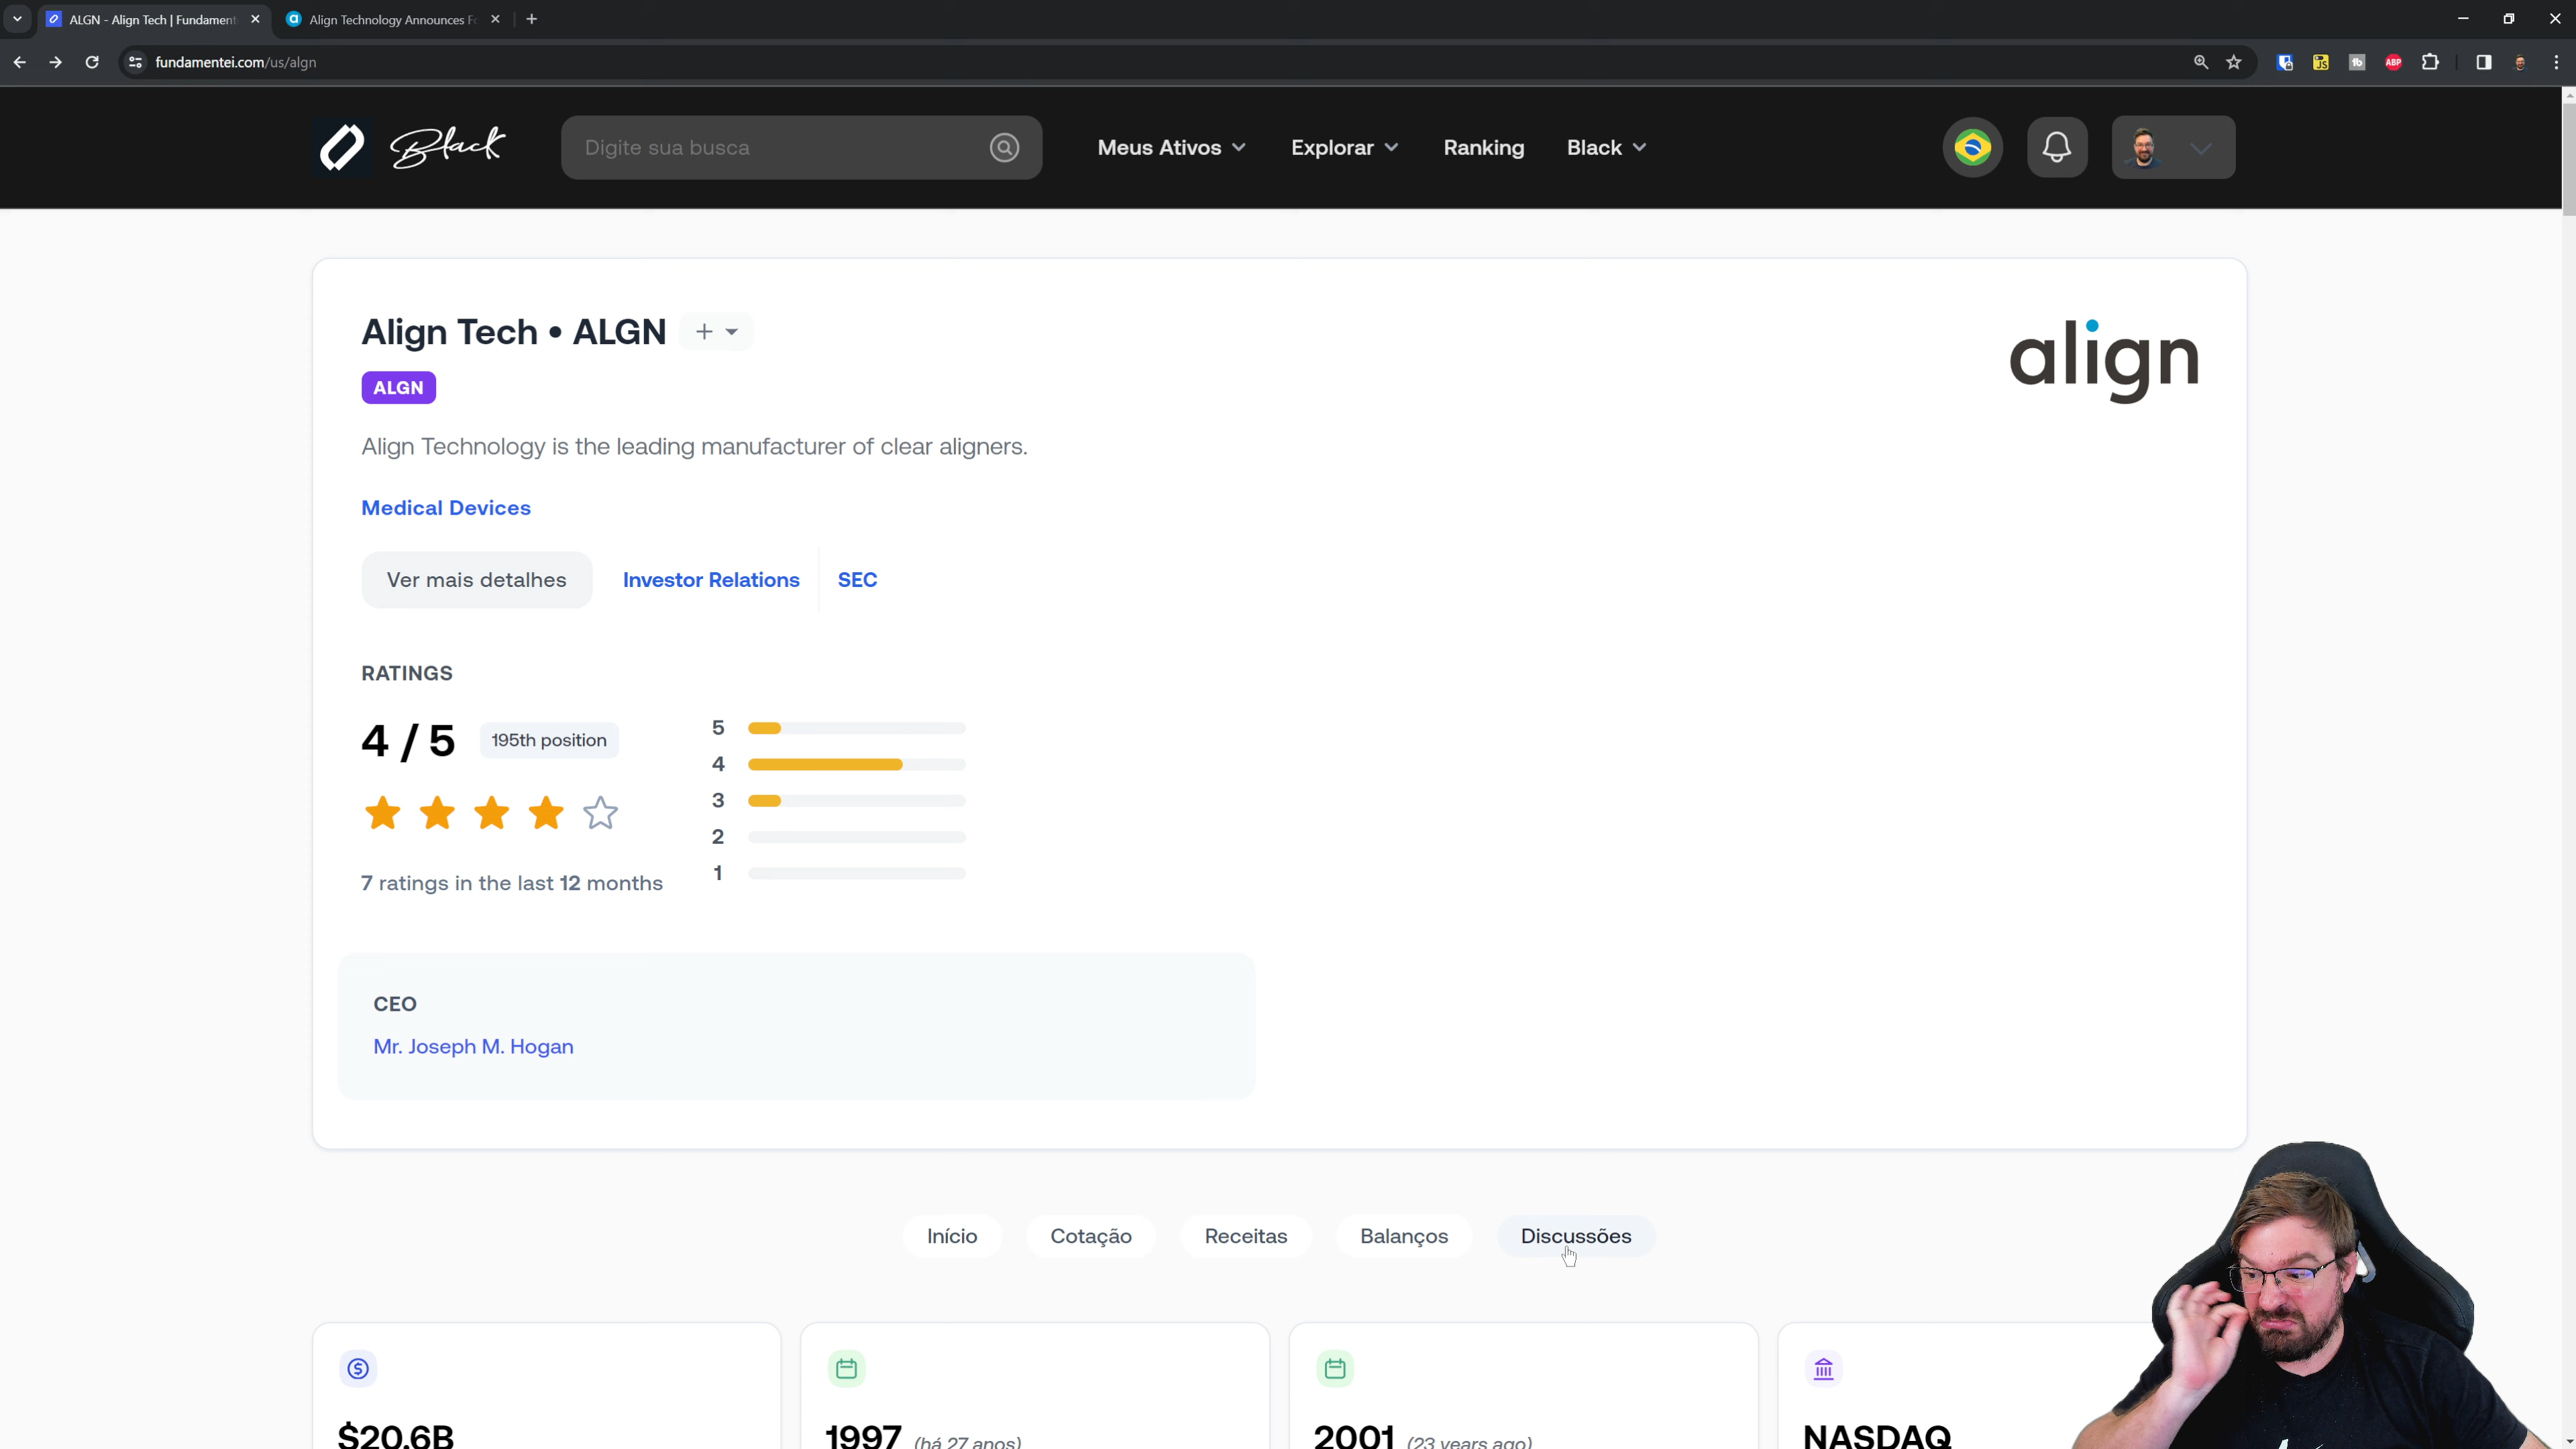 ALGN - Align Tech | Fundament
Align Technology Announces Fo
fundamentei.com/us/algn
Black
Digite sua busca
Meus Ativos
Explorar
Ranking
Black
Align Tech • ALGN
ALGN
align
Align Technology is the leading manufacturer of clear aligners.
Medical Devices
Ver mais detalhes
Investor Relations
SEC
RATINGS
4 / 5
195th position
7 ratings in the last 12 months
5
4
3
2
1
CEO
Mr. Joseph M. Hogan
Início
Cotação
Receitas
Balanços
Discussões
$20.6B
1997 (há 27 anos)
2001 (23 years ago)
NASDAQ
ABP
JS